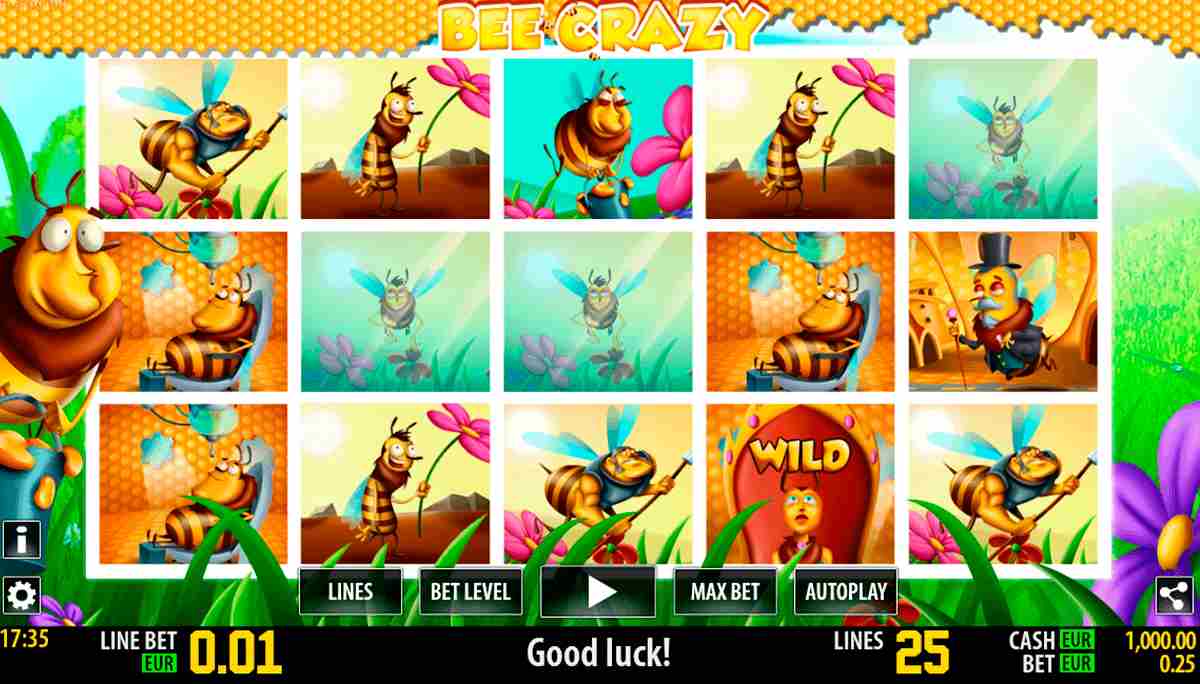 BEE CRAZY
WILD
LINES
BET LEVEL
MAX BET
AUTOPLAY
17:35
LINE BET
EUR
0.01
Good luck!
LINES
25
CASH EUR 1,000.00
BET EUR 0.25